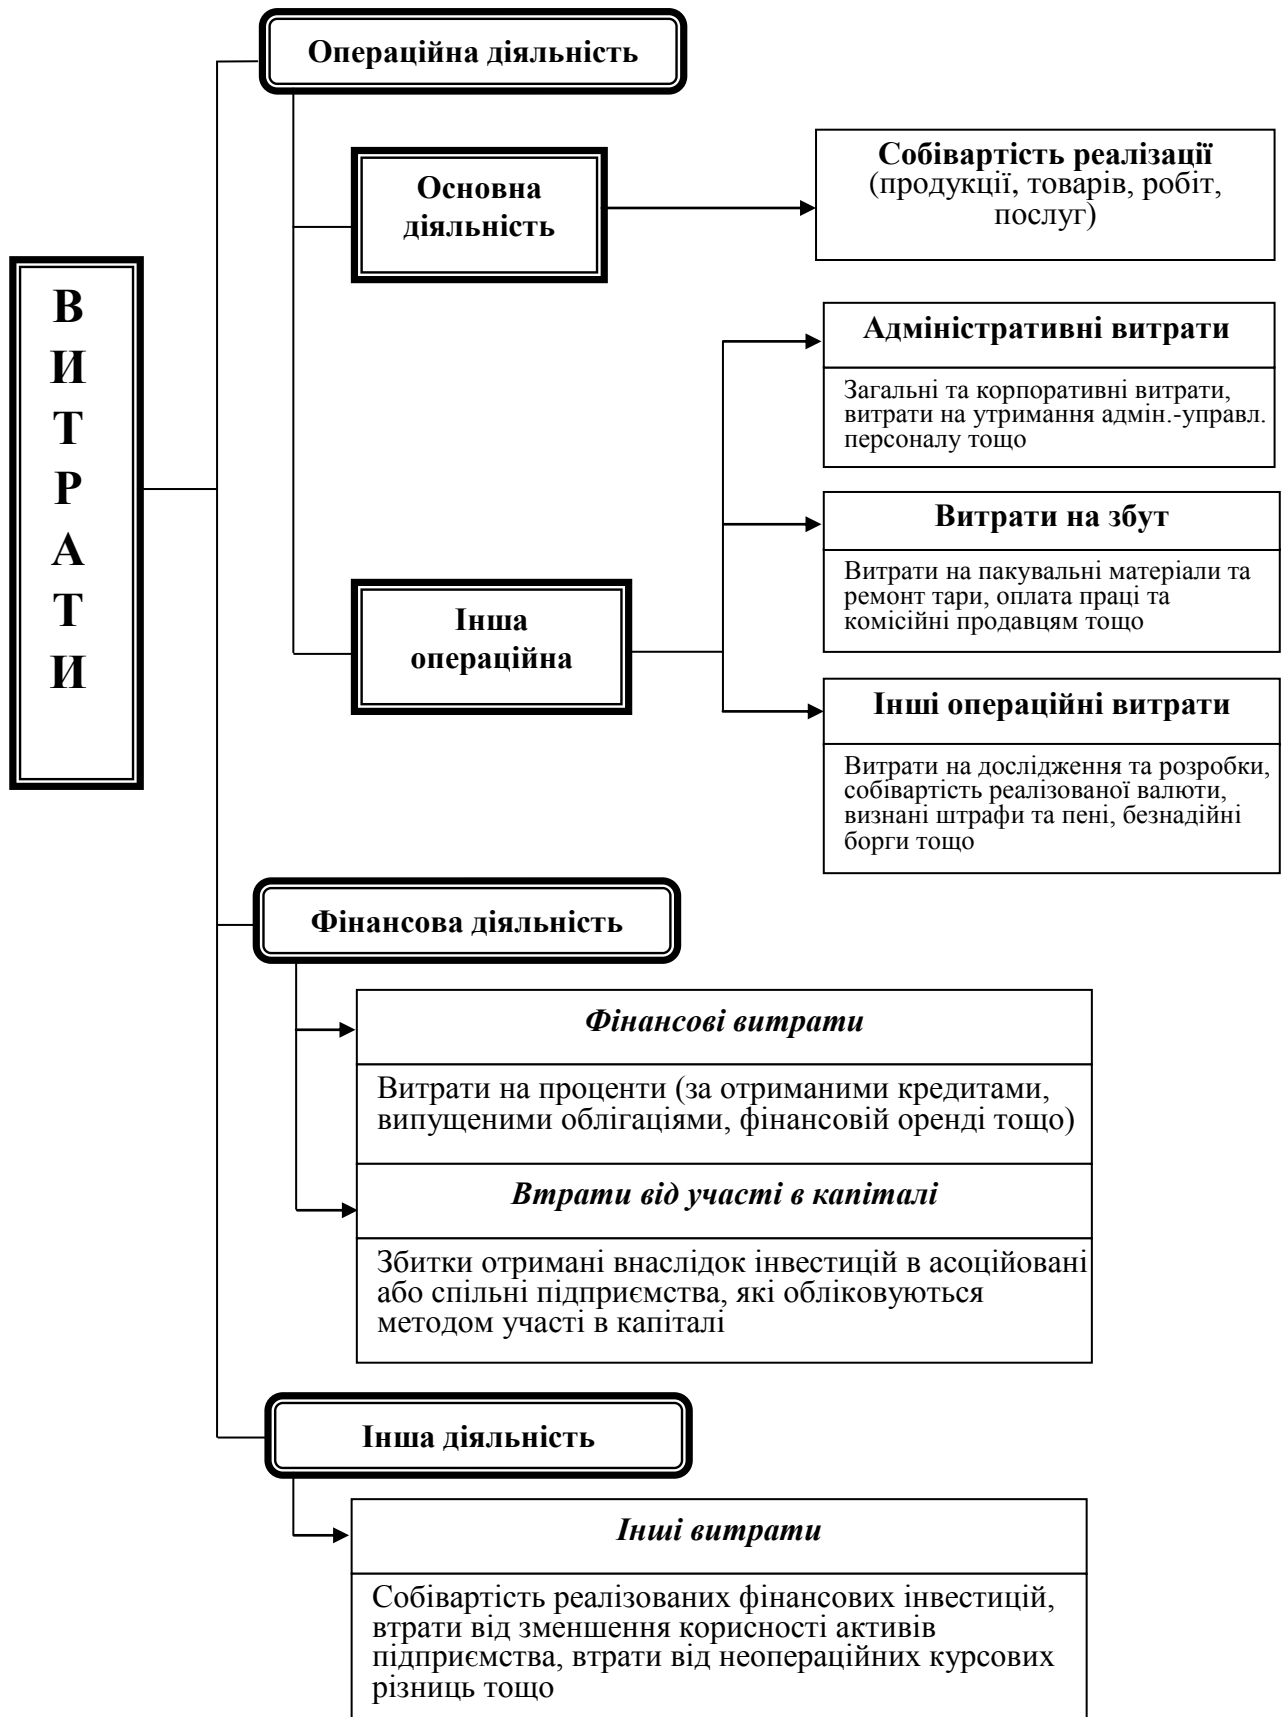 Операційна діяльність
Основна
діяльність
Собівартість реалізації
(продукції, товарів, робіт,
послуг)
В
И
Т
Р
А
Т
И
Адміністративні витрати
Загальні та корпоративні витрати,
витрати на утримання адмін.-управл.
персоналу тощо
Витрати на збут
Витрати на пакувальні матеріали та
ремонт тари, оплата праці та
комісійні продавцям тощо
Інша
операційна
Інші операційні витрати
Витрати на дослідження та розробки,
собівартість реалізованої валюти,
визнані штрафи та пені, безнадійні
борги тощо
Фінансова діяльність
Фінансові витрати
Витрати на проценти (за отриманими кредитами,
випущеними облігаціями, фінансовій оренді тощо)
Втрати від участі в капіталі
Збитки отримані внаслідок інвестицій в асоційовані
або спільні підприємства, які обліковуються
методом участі в капіталі
Інша діяльність
Інші витрати
Собівартість реалізованих фінансових інвестицій,
втрати від зменшення корисності активів
підприємства, втрати від неопераційних курсових
різниць тощо